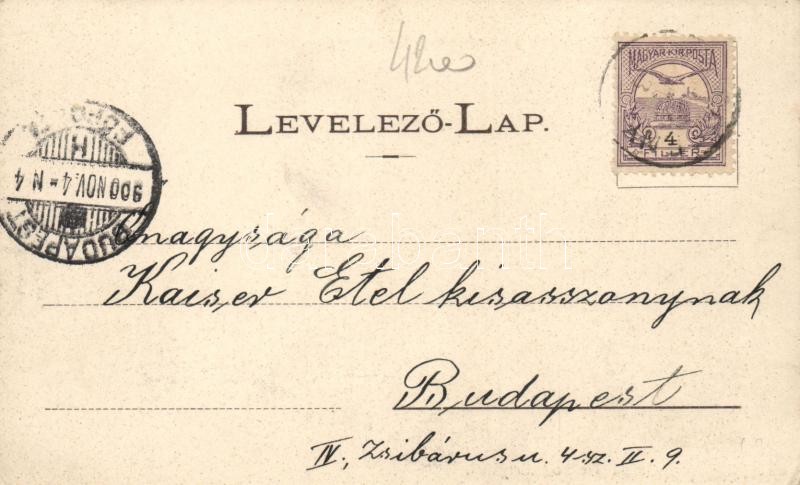 42eo
LEVELEZŐ-LAP.
MAGYAR KIR. POSTA
4
FILLÉR
BUDAPEST
900 NOV. 4 - N 4
Őnagysága
Kaiser Etel kisasszonynak
Budapest
IV., Zsibárus u. 4 sz. II. 9.